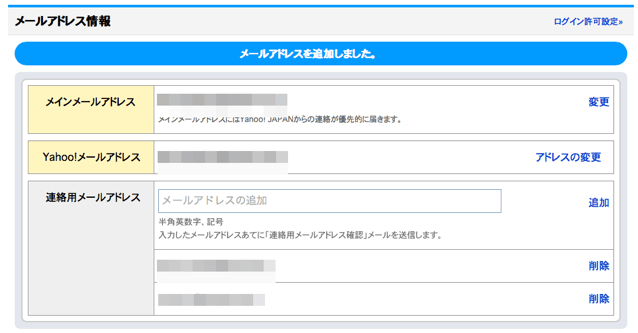 メールアドレス情報
ログイン許可設定»
メールアドレスを追加しました。
メインメールアドレス
変更
メインメールアドレスにはYahoo! JAPANからの連絡が優先的に届きます。
Yahoo!メールアドレス
アドレスの変更
連絡用メールアドレス
メールアドレスの追加
追加
半角英数字、記号
入力したメールアドレスあてに「連絡用メールアドレス確認」メールを送信します。
削除
削除